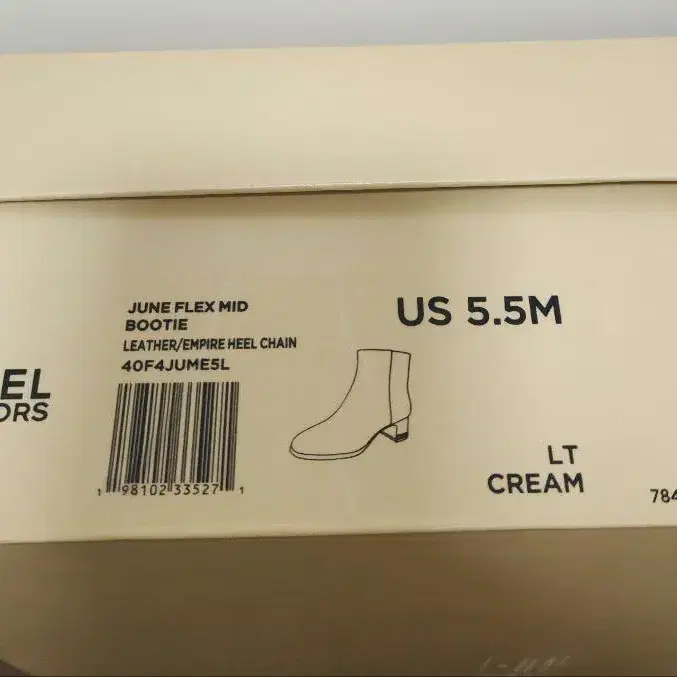 JUNE FLEX MID
BOOTIE
LEATHER/EMPIRE HEEL CHAIN
40F4JUME5L
1 98102 33527 1
US 5.5M
EL
ORS
LT
CREAM
784